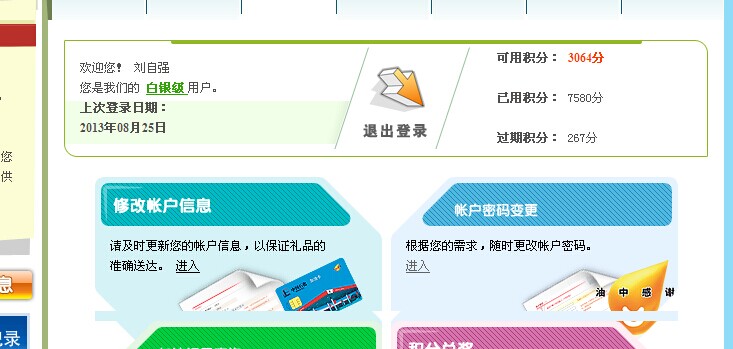 您
供
息
记录
欢迎您！ 刘自强
您是我们的 白银级 用户。
上次登录日期：
2013年08月25日
退出登录
可用积分： 3064分
已用积分： 7580分
过期积分： 267分
修改帐户信息
请及时更新您的帐户信息，以保证礼品的
准确送达。 进入
帐户密码变更
根据您的需求，随时更改帐户密码。
进入
油 中 感 谢
积分兑奖